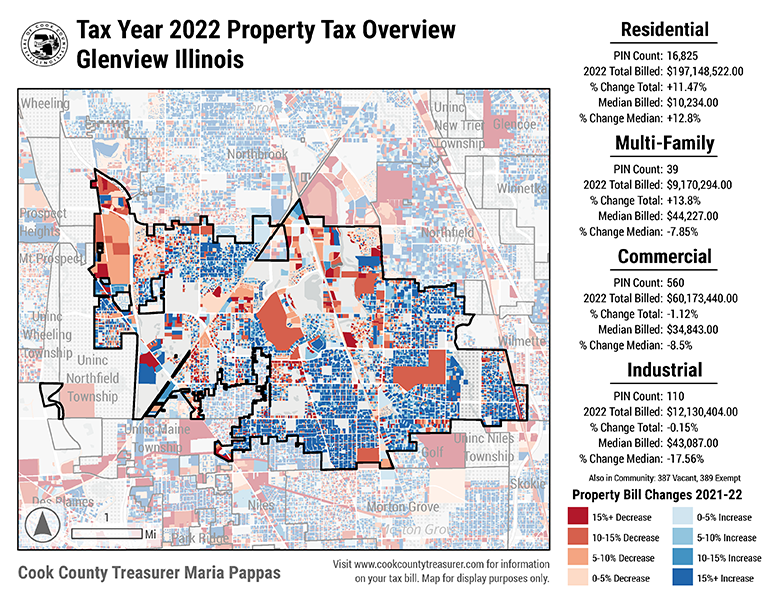 Tax Year 2022 Property Tax Overview
Glenview Illinois
Wheeling
Northbrook
Uninc
New Trier
Township
Glencoe
Winnetka
Prospect
Heights
Northfield
Mt Prospect
Uninc
Wheeling
Township
Wilmette
Uninc
Northfield
Township
Uninc Maine
Township
Golf
Uninc Niles
Township
Skokie
Des Plaines
Niles
Morton Grove
Morton Grove
Park Ridge
1
Mi
Residential
PIN Count: 16,825
2022 Total Billed: $197,148,522.00
% Change Total: +11.47%
Median Billed: $10,234.00
% Change Median: +12.8%
Multi-Family
PIN Count: 39
2022 Total Billed: $9,170,294.00
% Change Total: +13.8%
Median Billed: $44,227.00
% Change Median: -7.85%
Commercial
PIN Count: 560
2022 Total Billed: $60,173,440.00
% Change Total: -1.12%
Median Billed: $34,843.00
% Change Median: -8.5%
Industrial
PIN Count: 110
2022 Total Billed: $12,130,404.00
% Change Total: -0.15%
Median Billed: $43,087.00
% Change Median: -17.56%
Also in Community: 387 Vacant, 389 Exempt
Property Bill Changes 2021-22
15%+ Decrease
0-5% Increase
10-15% Decrease
5-10% Increase
5-10% Decrease
10-15% Increase
0-5% Decrease
15%+ Increase
Cook County Treasurer Maria Pappas
Visit www.cookcountytreasurer.com for information
on your tax bill. Map for display purposes only.